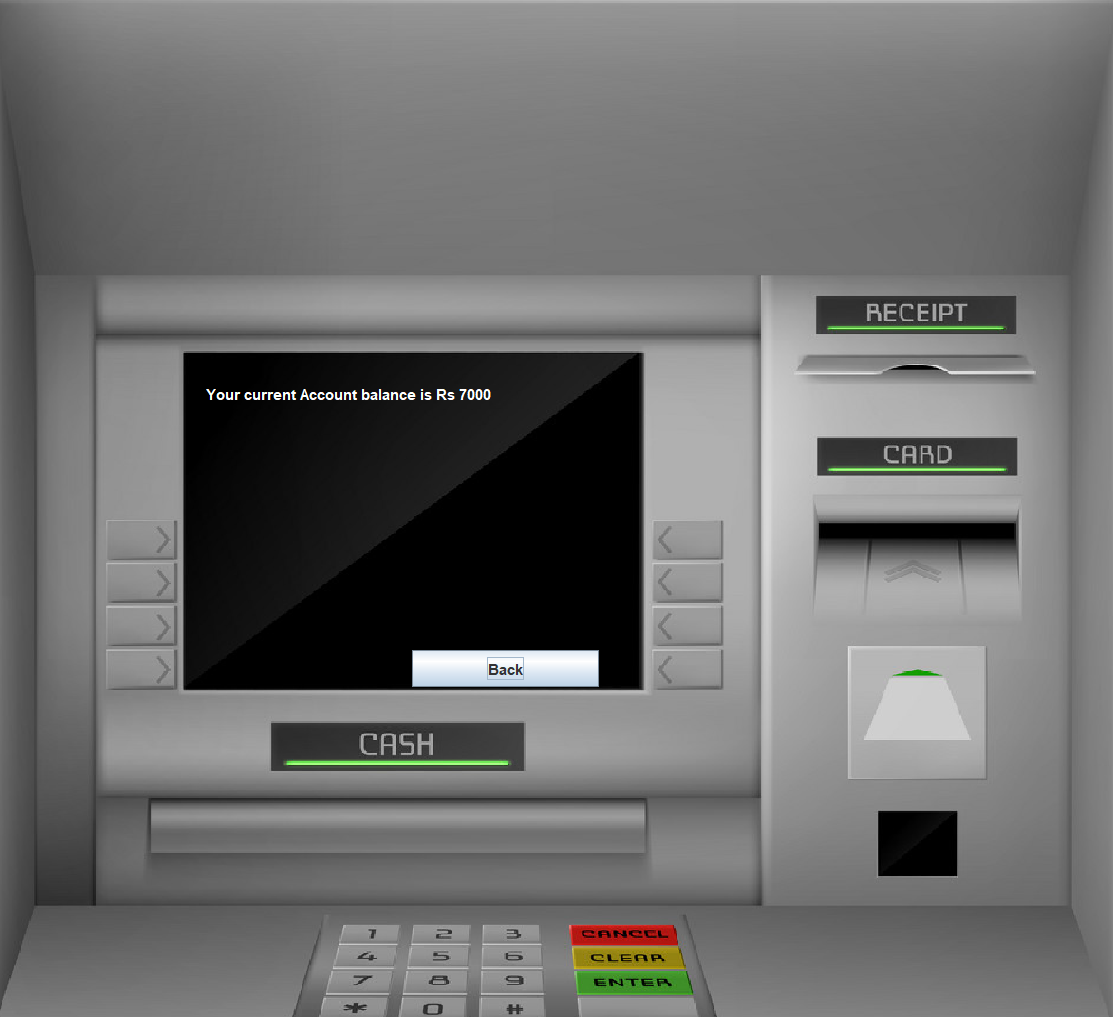 RECEIPT
Your current Account balance is Rs 7000
CARD
Back
CASH
1 2 3 CANCEL
4 5 6 CLEAR
7 8 9 ENTER
* 0 #